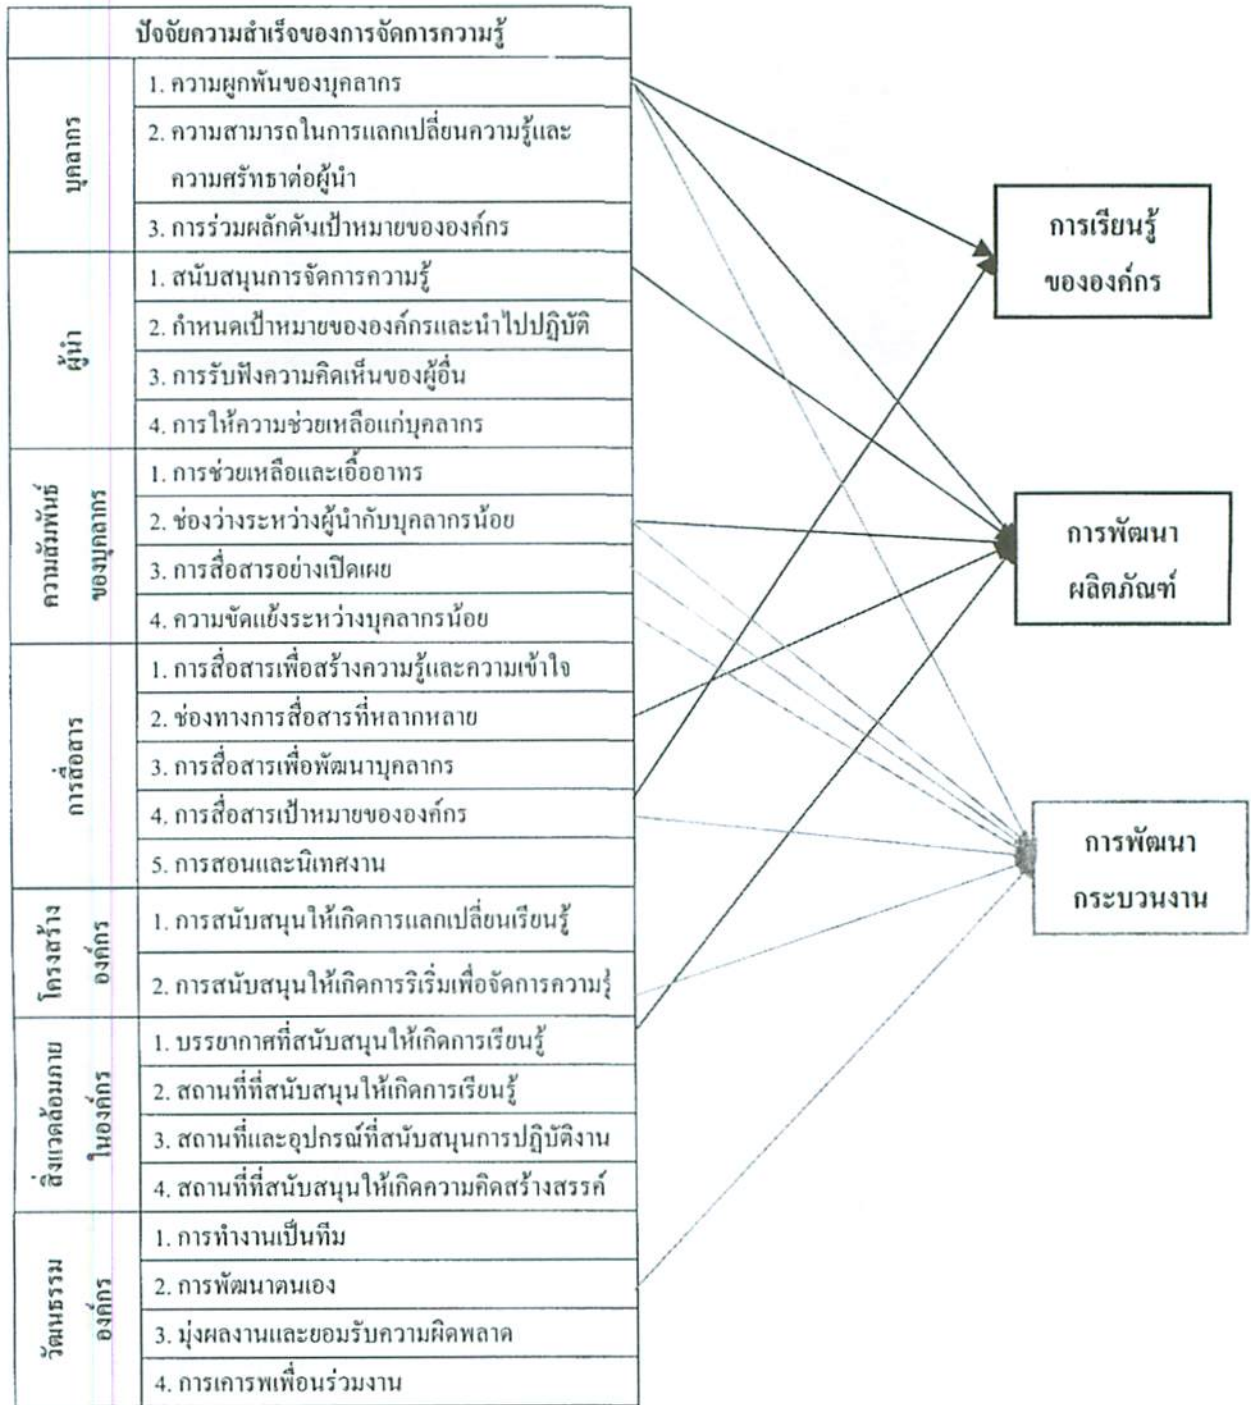 ปัจจัยความสำเร็จของการจัดการความรู้
บุคลากร
1. ความผูกพันของบุคลากร
2. ความสามารถในการแลกเปลี่ยนความรู้และ
ความศรัทธาต่อผู้นำ
3. การร่วมผลักดันเป้าหมายขององค์กร
ผู้นำ
1. สนับสนุนการจัดการความรู้
2. กำหนดเป้าหมายขององค์กรและนำไปปฏิบัติ
3. การรับฟังความคิดเห็นของผู้อื่น
4. การให้ความช่วยเหลือแก่บุคลากร
ความสัมพันธ์
ของบุคลากร
1. การช่วยเหลือและเอื้ออาทร
2. ช่องว่างระหว่างผู้นำกับบุคลากรน้อย
3. การสื่อสารอย่างเปิดเผย
4. ความขัดแย้งระหว่างบุคลากรน้อย
การสื่อสาร
1. การสื่อสารเพื่อสร้างความรู้และความเข้าใจ
2. ช่องทางการสื่อสารที่หลากหลาย
3. การสื่อสารเพื่อพัฒนาบุคลากร
4. การสื่อสารเป้าหมายขององค์กร
5. การสอนและนิเทศงาน
โครงสร้าง
องค์กร
1. การสนับสนุนให้เกิดการแลกเปลี่ยนเรียนรู้
2. การสนับสนุนให้เกิดการริเริ่มเพื่อจัดการความรู้
สิ่งแวดล้อมภาย
ในองค์กร
1. บรรยากาศที่สนับสนุนให้เกิดการเรียนรู้
2. สถานที่ที่สนับสนุนให้เกิดการเรียนรู้
3. สถานที่และอุปกรณ์ที่สนับสนุนการปฏิบัติงาน
4. สถานที่ที่สนับสนุนให้เกิดความคิดสร้างสรรค์
วัฒนธรรม
องค์กร
1. การทำงานเป็นทีม
2. การพัฒนาตนเอง
3. มุ่งผลงานและยอมรับความผิดพลาด
4. การเคารพเพื่อนร่วมงาน
การเรียนรู้
ขององค์กร
การพัฒนา
ผลิตภัณฑ์
การพัฒนา
กระบวนงาน